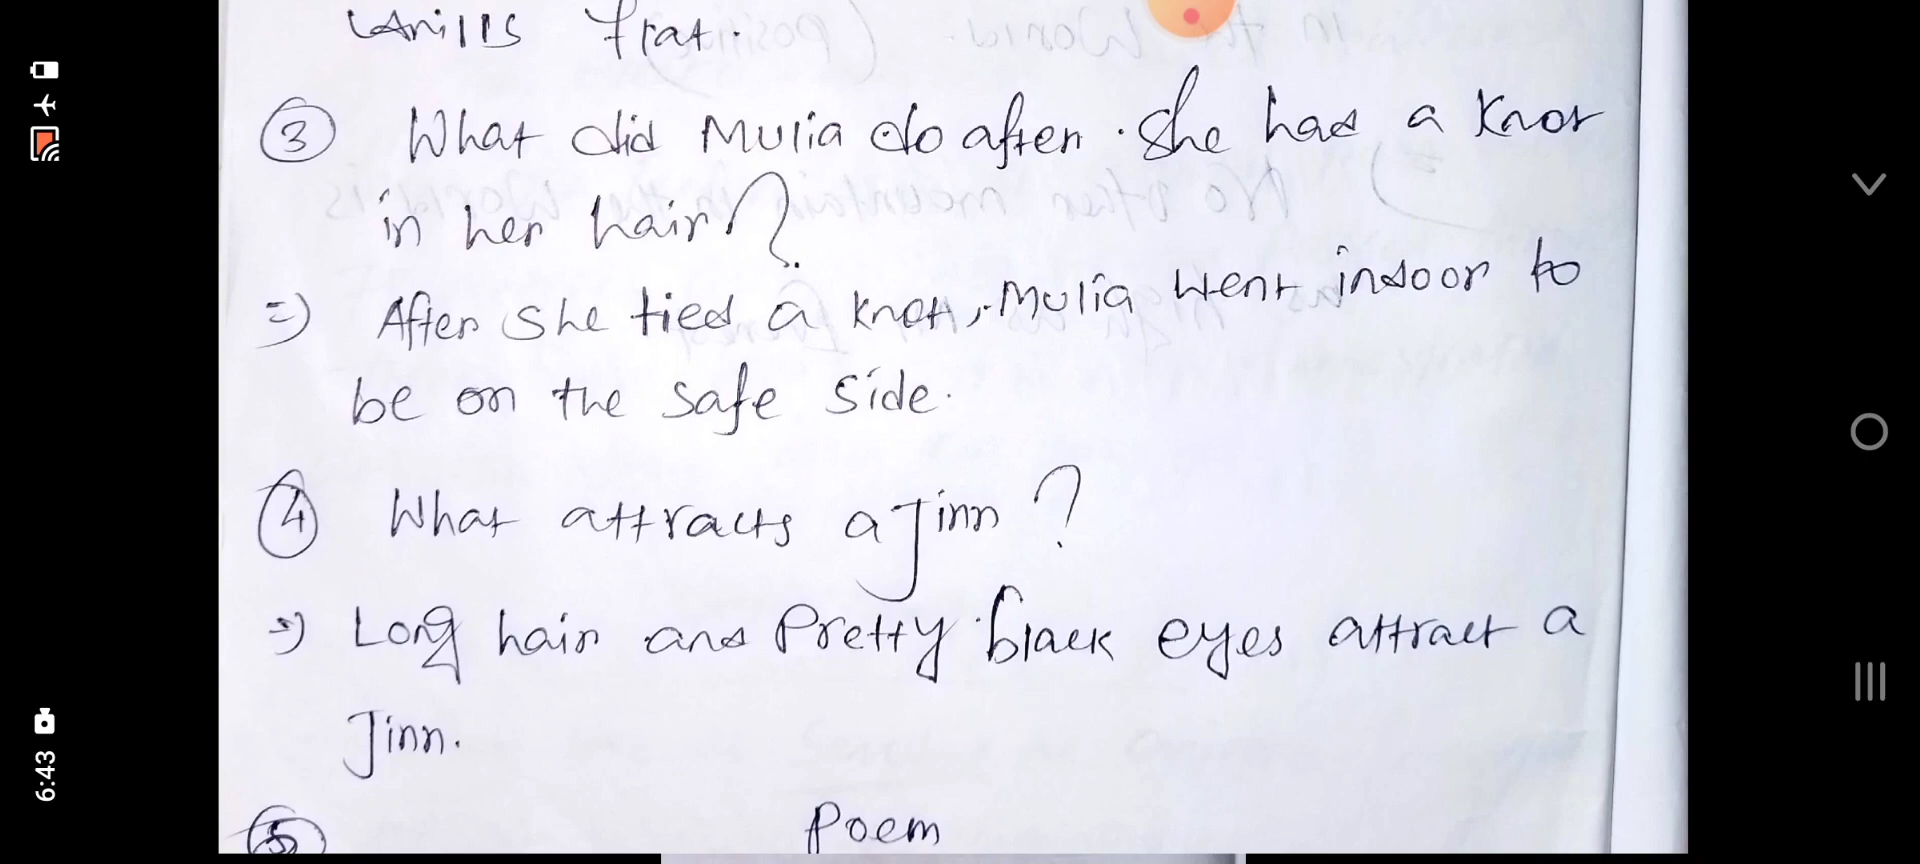 ③ What did Mulia do after she had a knot
in her hair?
=) After she tied a knot, Mulia went indoor to
be on the safe side.
④ What attracts a Jinn?
=) Long hair and Pretty black eyes attract a
Jinn.
⑤ Poem
6:43